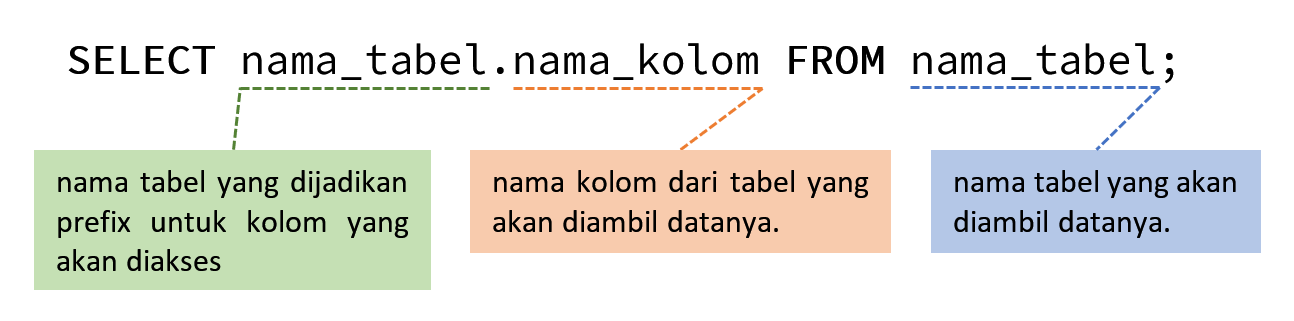 SELECT nama_tabel.nama_kolom FROM nama_tabel;
nama tabel yang dijadikan
prefix untuk kolom yang
akan diakses
nama kolom dari tabel yang
akan diambil datanya.
nama tabel yang akan
diambil datanya.